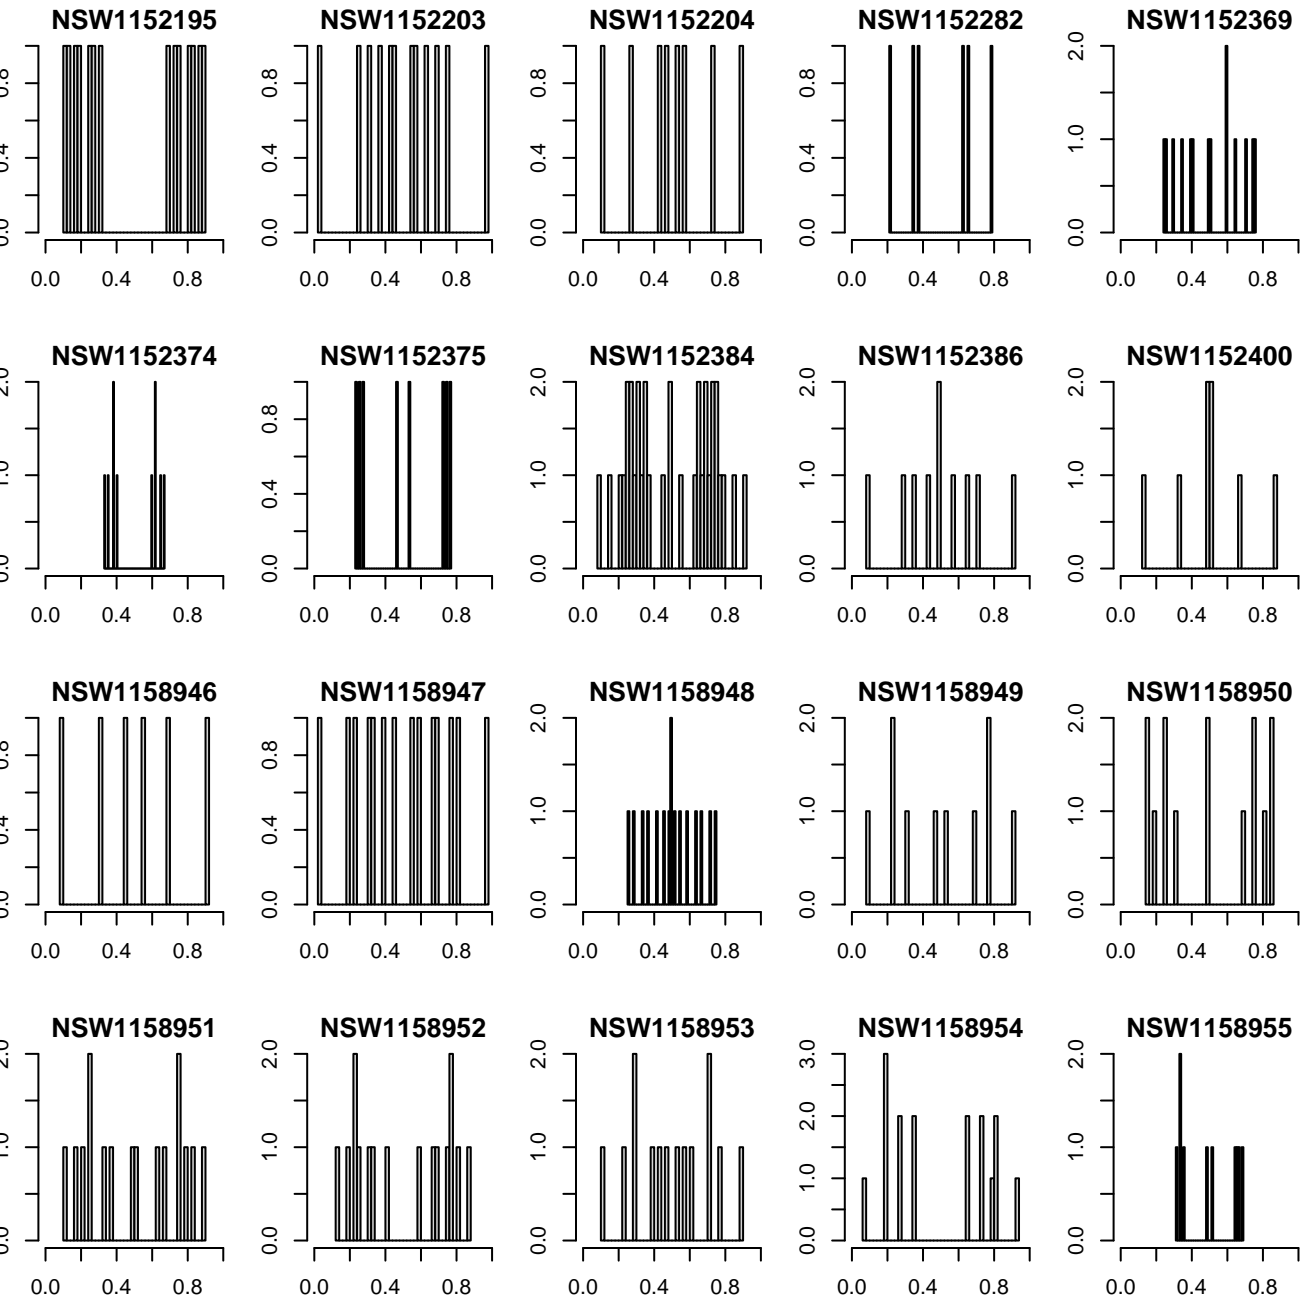 NSW1152195 NSW1152203 NSW1152204 NSW1152282 NSW1152369
0.0 0.4 0.8 0.0 0.4 0.8 0.0 0.4 0.8 0.0 0.4 0.8 0.0 1.0 2.0
0.0 0.4 0.8 0.0 0.4 0.8 0.0 0.4 0.8 0.0 0.4 0.8 0.0 0.4 0.8
NSW1152374 NSW1152375 NSW1152384 NSW1152386 NSW1152400
0.0 1.0 2.0 0.0 0.4 0.8 0.0 1.0 2.0 0.0 1.0 2.0 0.0 1.0 2.0
0.0 0.4 0.8 0.0 0.4 0.8 0.0 0.4 0.8 0.0 0.4 0.8 0.0 0.4 0.8
NSW1158946 NSW1158947 NSW1158948 NSW1158949 NSW1158950
0.0 0.4 0.8 0.0 0.4 0.8 0.0 1.0 2.0 0.0 1.0 2.0 0.0 1.0 2.0
0.0 0.4 0.8 0.0 0.4 0.8 0.0 0.4 0.8 0.0 0.4 0.8 0.0 0.4 0.8
NSW1158951 NSW1158952 NSW1158953 NSW1158954 NSW1158955
0.0 1.0 2.0 0.0 1.0 2.0 0.0 1.0 2.0 0.0 1.0 2.0 3.0 0.0 1.0 2.0
0.0 0.4 0.8 0.0 0.4 0.8 0.0 0.4 0.8 0.0 0.4 0.8 0.0 0.4 0.8